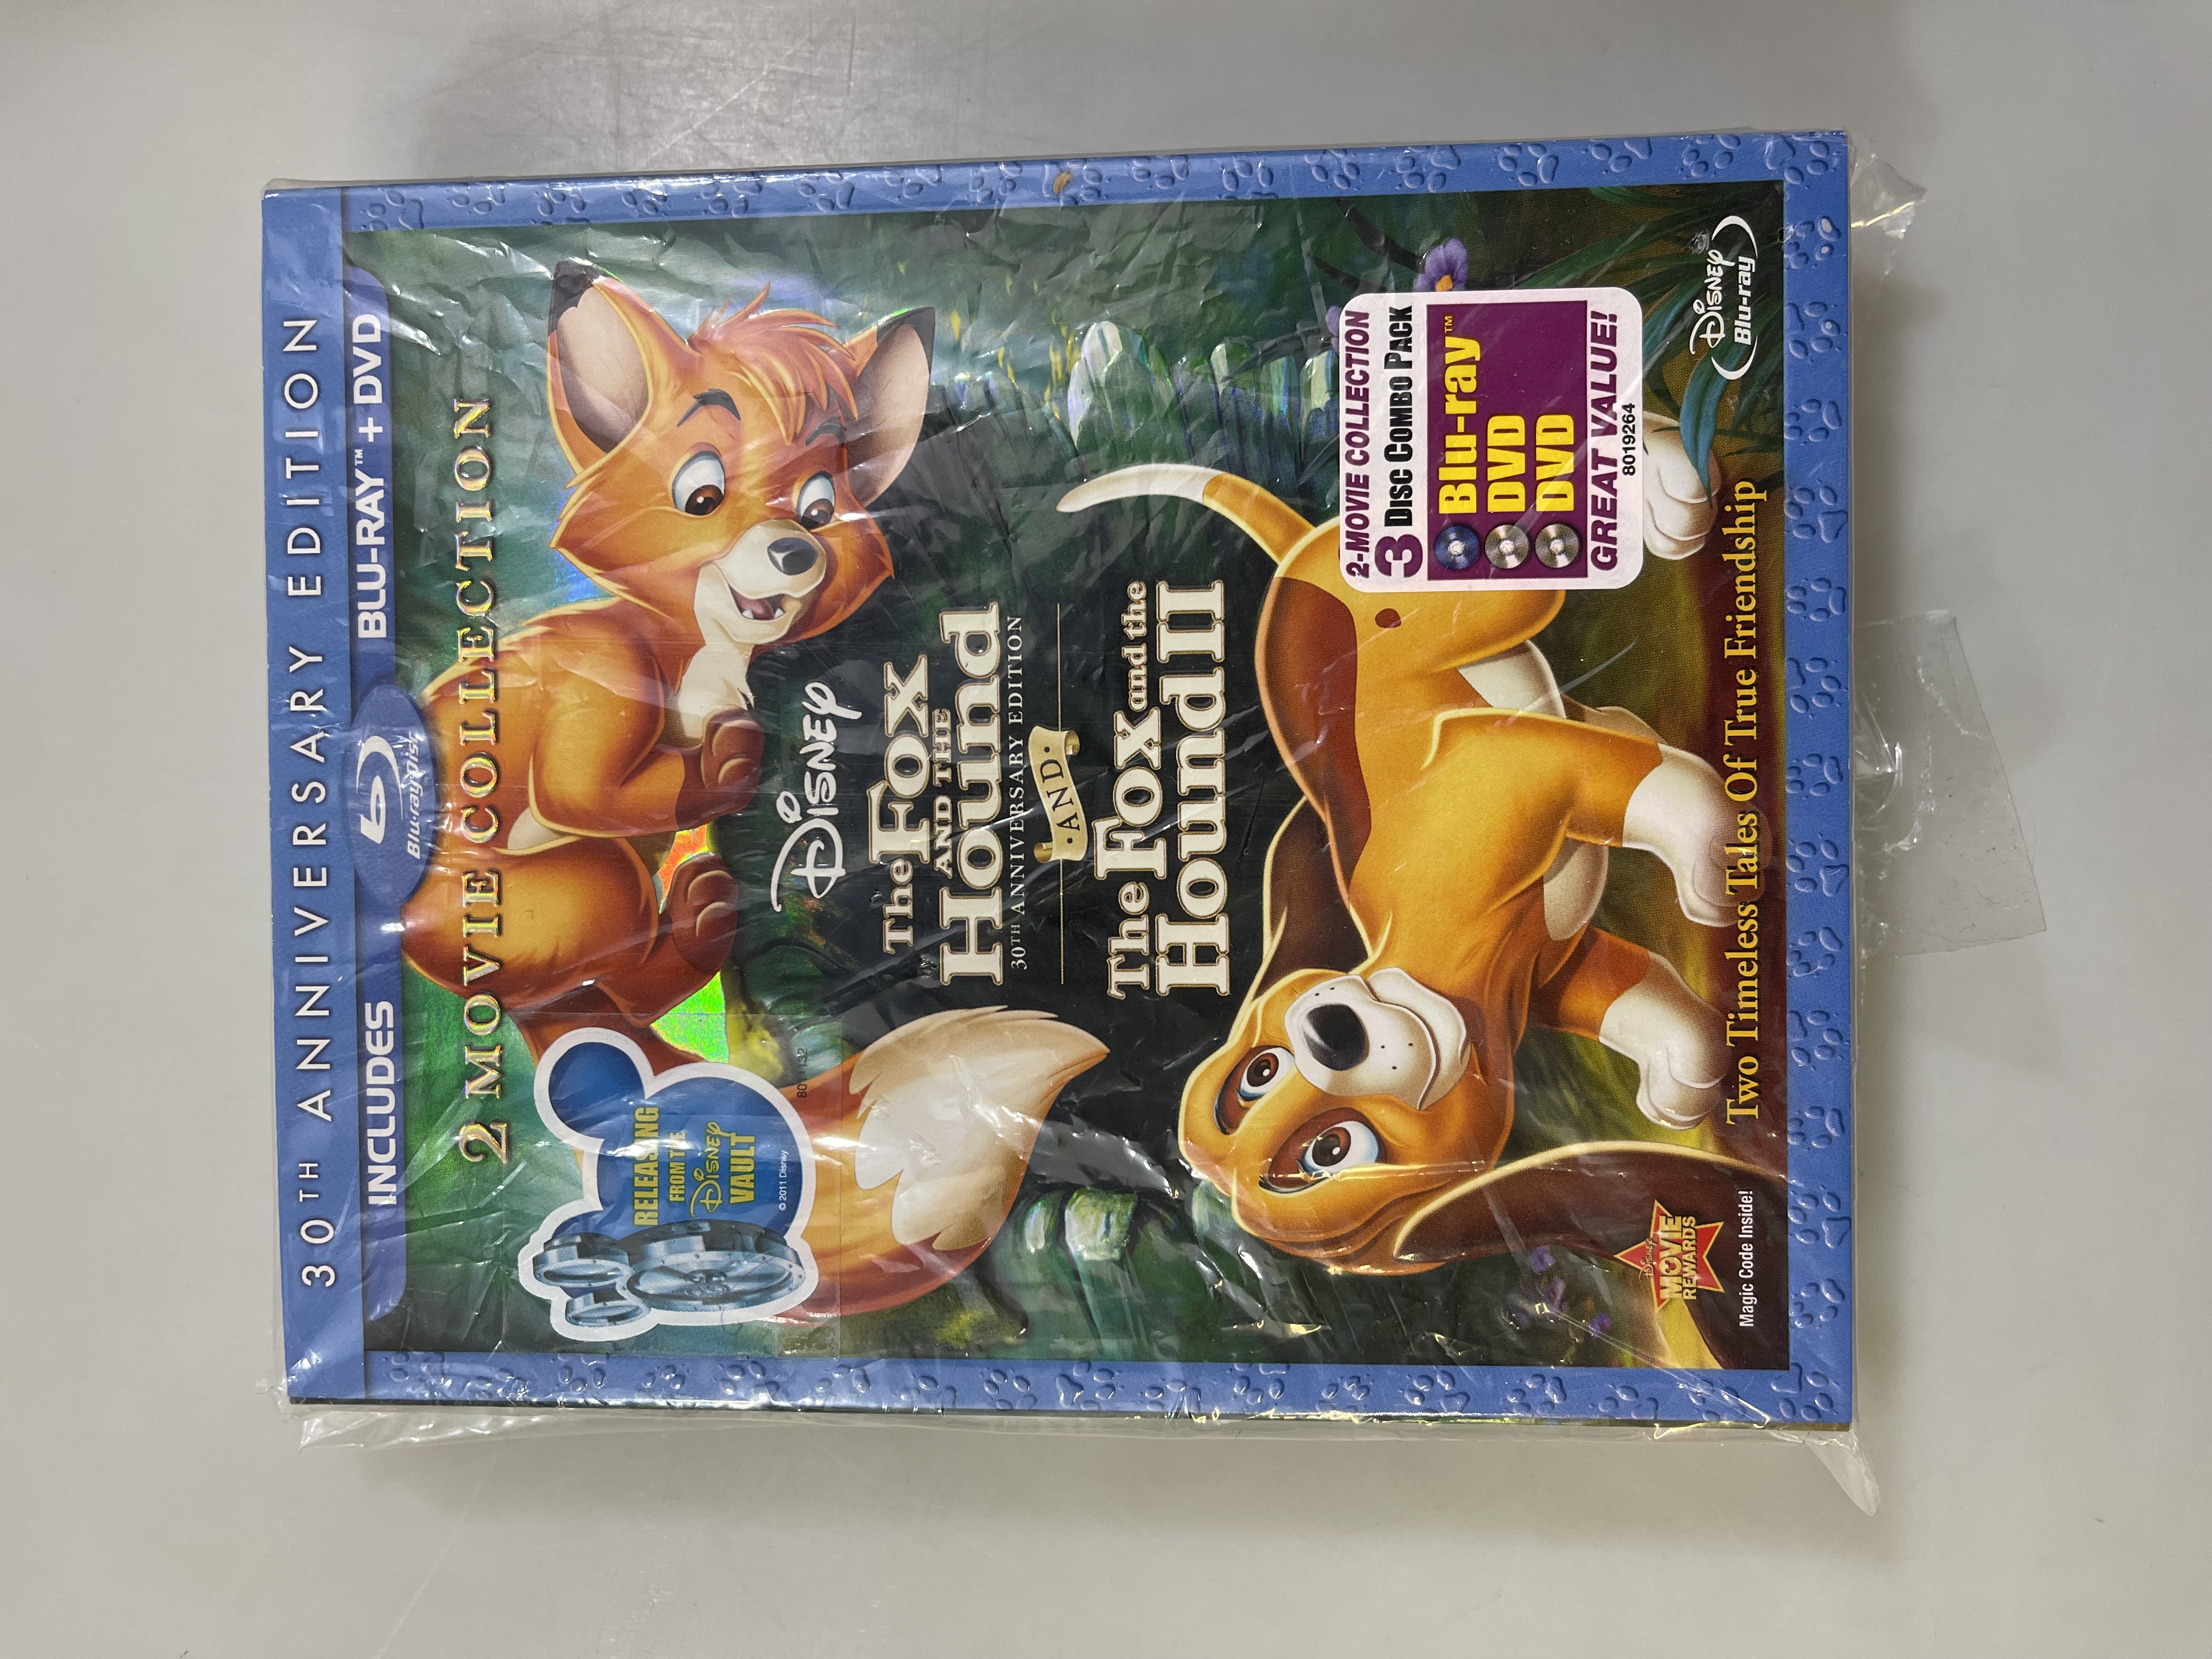 30TH ANNIVERSARY EDITION
INCLUDES BLU-RAY™ + DVD
Blu-ray Disc
2 MOVIE COLLECTION
RELEASING
FROM THE
DISNEY
VAULT
© 2011 Disney
DISNEY
The Fox
AND THE
Hound
30TH ANNIVERSARY EDITION
·AND·
The Fox and the
Hound II
2-MOVIE COLLECTION
3 DISC COMBO PACK
Blu-ray™
DVD
DVD
GREAT VALUE!
8019264
DISNEY
MOVIE
REWARDS
Magic Code Inside!
Two Timeless Tales Of True Friendship
DISNEY
Blu-ray